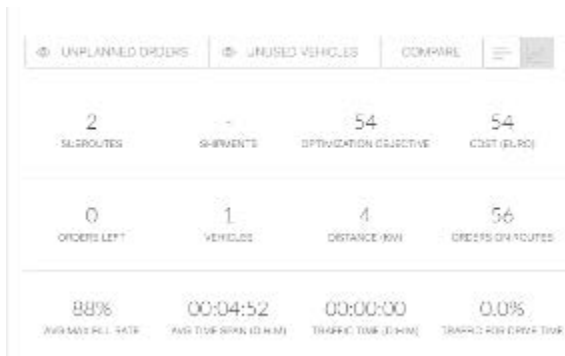 UNPLANNED ORDERS UNUSED VEHICLES COMPARE
2 - 54 54
SUBROUTES SHIPMENTS OPTIMIZATION OBJECTIVE COST (EURO)
0 1 4 56
ORDERS LEFT VEHICLES DISTANCE (KM) ORDERS ON ROUTES
88% 00:04:52 00:00:00 0.0%
AVG MAX FILL RATE AVG TIME SPAN (D:H:M) TRAFFIC TIME (D:H:M) TRAFFIC FOR DRIVE TIME